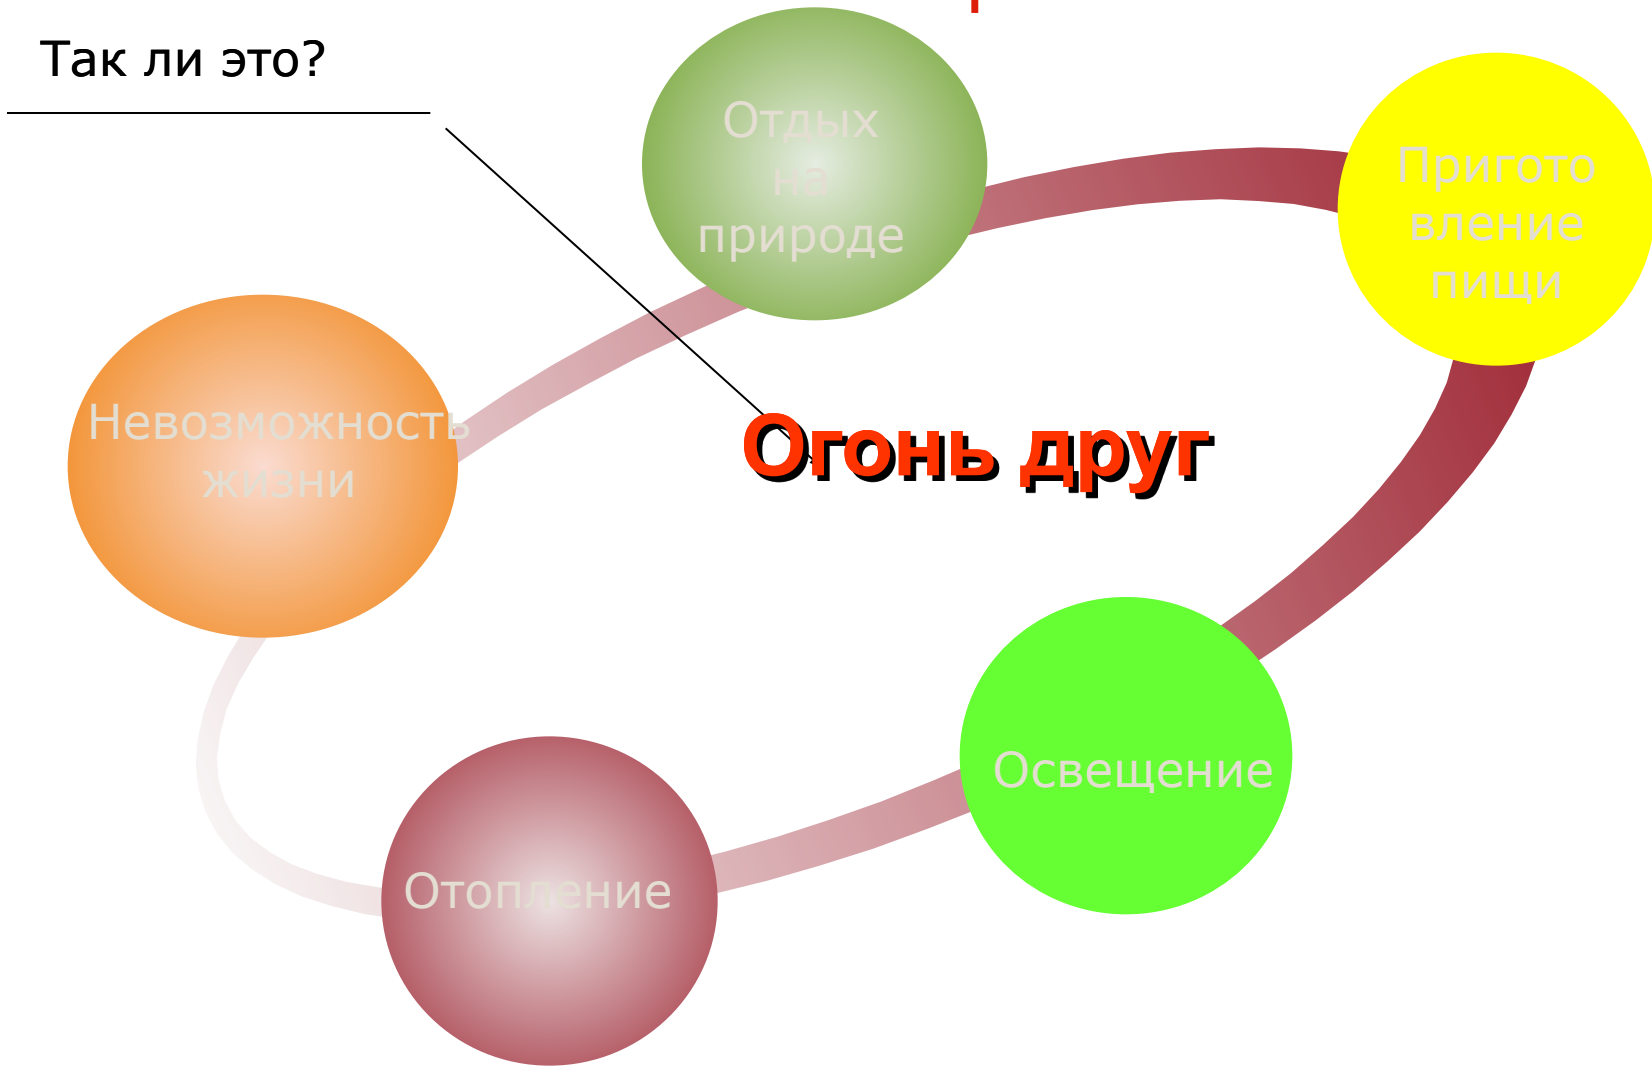 Так ли это?
Отдых
на
природе
Пригото
вление
пищи
Невозможность
жизни
Огонь друг
Освещение
Отопление